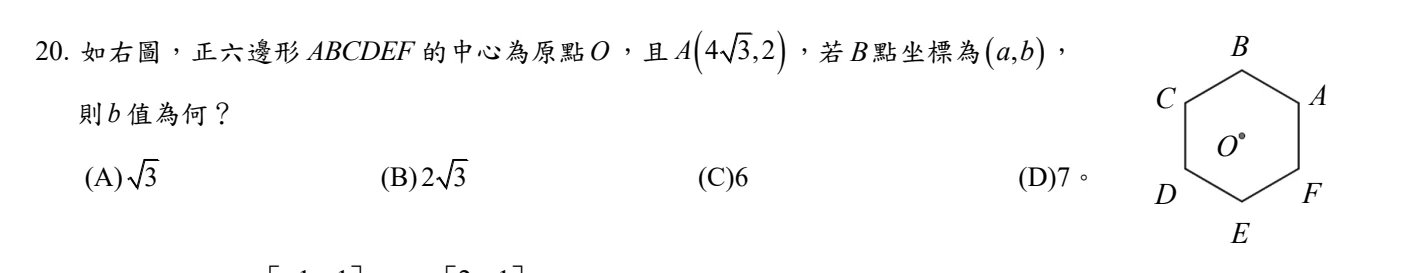 20. 如右圖，正六邊形 ABCDEF 的中心為原點 O ，且 A(4√3,2) ，若 B 點坐標為 (a,b) ，
則 b 值為何？
(A) √3 (B) 2√3 (C) 6 (D) 7 。
B
C A
O
D F
E